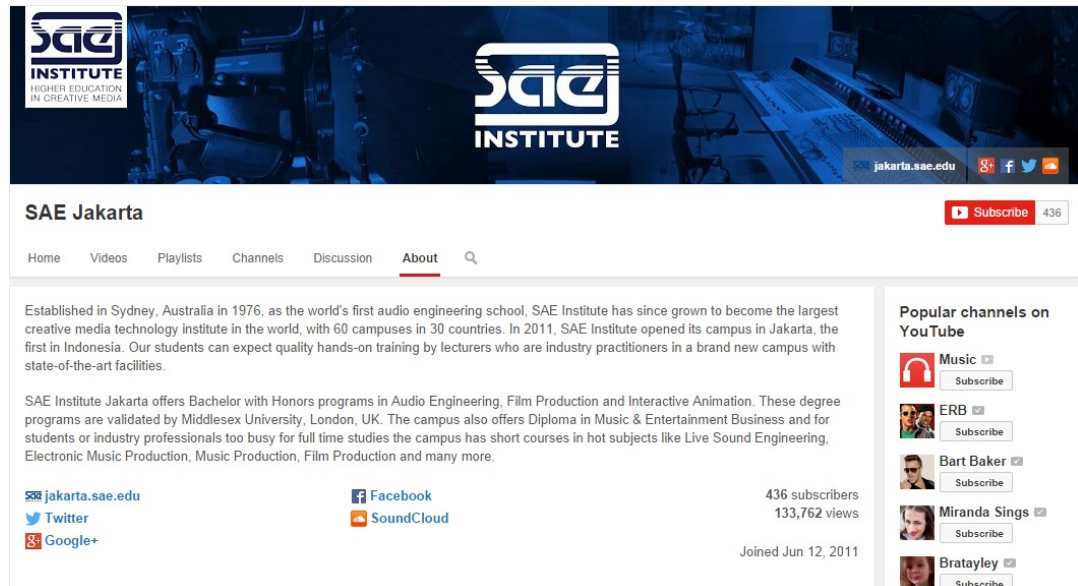 sae
INSTITUTE
HIGHER EDUCATION
IN CREATIVE MEDIA
sae
INSTITUTE
sae jakarta.sae.edu
SAE Jakarta
Subscribe 436
Home Videos Playlists Channels Discussion About
Established in Sydney, Australia in 1976, as the world's first audio engineering school, SAE Institute has since grown to become the largest
creative media technology institute in the world, with 60 campuses in 30 countries. In 2011, SAE Institute opened its campus in Jakarta, the
first in Indonesia. Our students can expect quality hands-on training by lecturers who are industry practitioners in a brand new campus with
state-of-the-art facilities.
SAE Institute Jakarta offers Bachelor with Honors programs in Audio Engineering, Film Production and Interactive Animation. These degree
programs are validated by Middlesex University, London, UK. The campus also offers Diploma in Music & Entertainment Business and for
students or industry professionals too busy for full time studies the campus has short courses in hot subjects like Live Sound Engineering,
Electronic Music Production, Music Production, Film Production and many more.
sae jakarta.sae.edu
Twitter
Google+
Facebook
SoundCloud
436 subscribers
133,762 views
Joined Jun 12, 2011
Popular channels on
YouTube
Music
Subscribe
ERB
Subscribe
Bart Baker
Subscribe
Miranda Sings
Subscribe
Bratayley
Subscribe